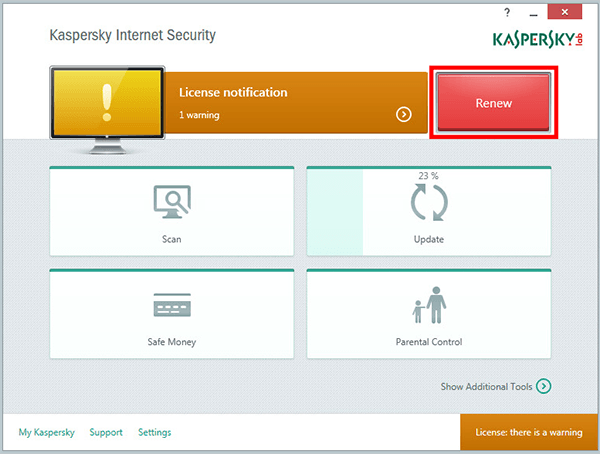 ?
Kaspersky Internet Security
KASPERSKY lab
License notification
1 warning
Renew
Scan
23 %
Update
Safe Money
Parental Control
Show Additional Tools
My Kaspersky Support Settings
License: there is a warning